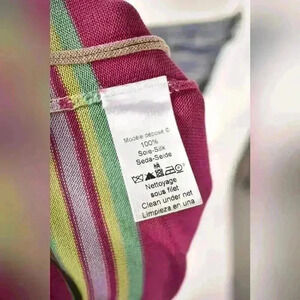 Modèle déposé ©
100%
Soie-Silk
Seda-Seide
Nettoyage
sous filet
Clean under net
Limpieza en una